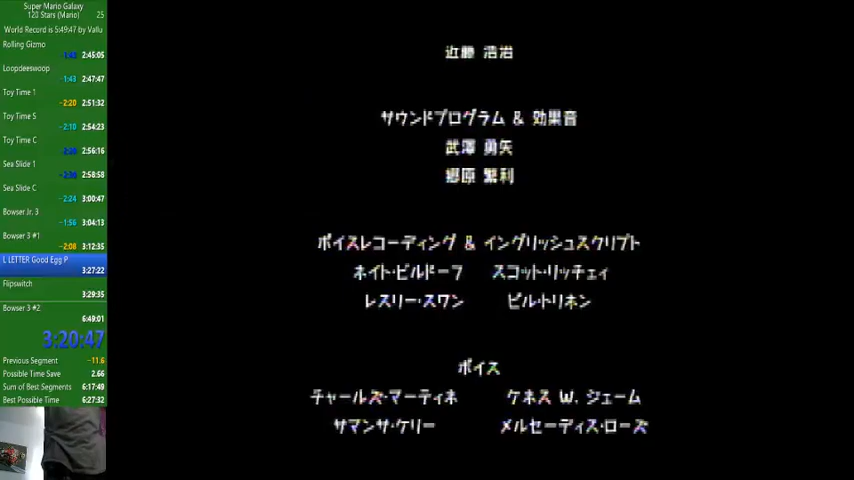 Super Mario Galaxy
120 Stars (Mario) 25
World Record is 5:49:47 by Vallu
Rolling Gizmo
-1:48 2:45:05
Loopdeeswoop
-1:43 2:47:47
Toy Time 1
-2:20 2:51:32
Toy Time S
-2:10 2:54:23
Toy Time C
2:56:16
Sea Slide 1
2:58:58
Sea Slide C
-2:24 3:00:47
Bowser Jr. 3
-1:56 3:04:13
Bowser 3 #1
-2:08 3:12:35
L LETTER Good Egg P
3:27:22
Flipswitch
3:29:35
Bowser 3 #2
6:49:01
3:20:47
Previous Segment -11.6
Possible Time Save 2.66
Sum of Best Segments 6:17:49
Best Possible Time 6:27:32
近藤 浩治
サウンドプログラム & 効果音
武澤 勇矢
郷原 繁利
ボイスレコーディング & イングリッシュスクリプト
ネイト・ビルドーフ スコット・リッチェィ
レスリー・スワン ビル・トリネン
ボイス
チャールズ・マーティネ ケネス W. ジェーム

サマンサ・ケリー メルセーディス・ローズ